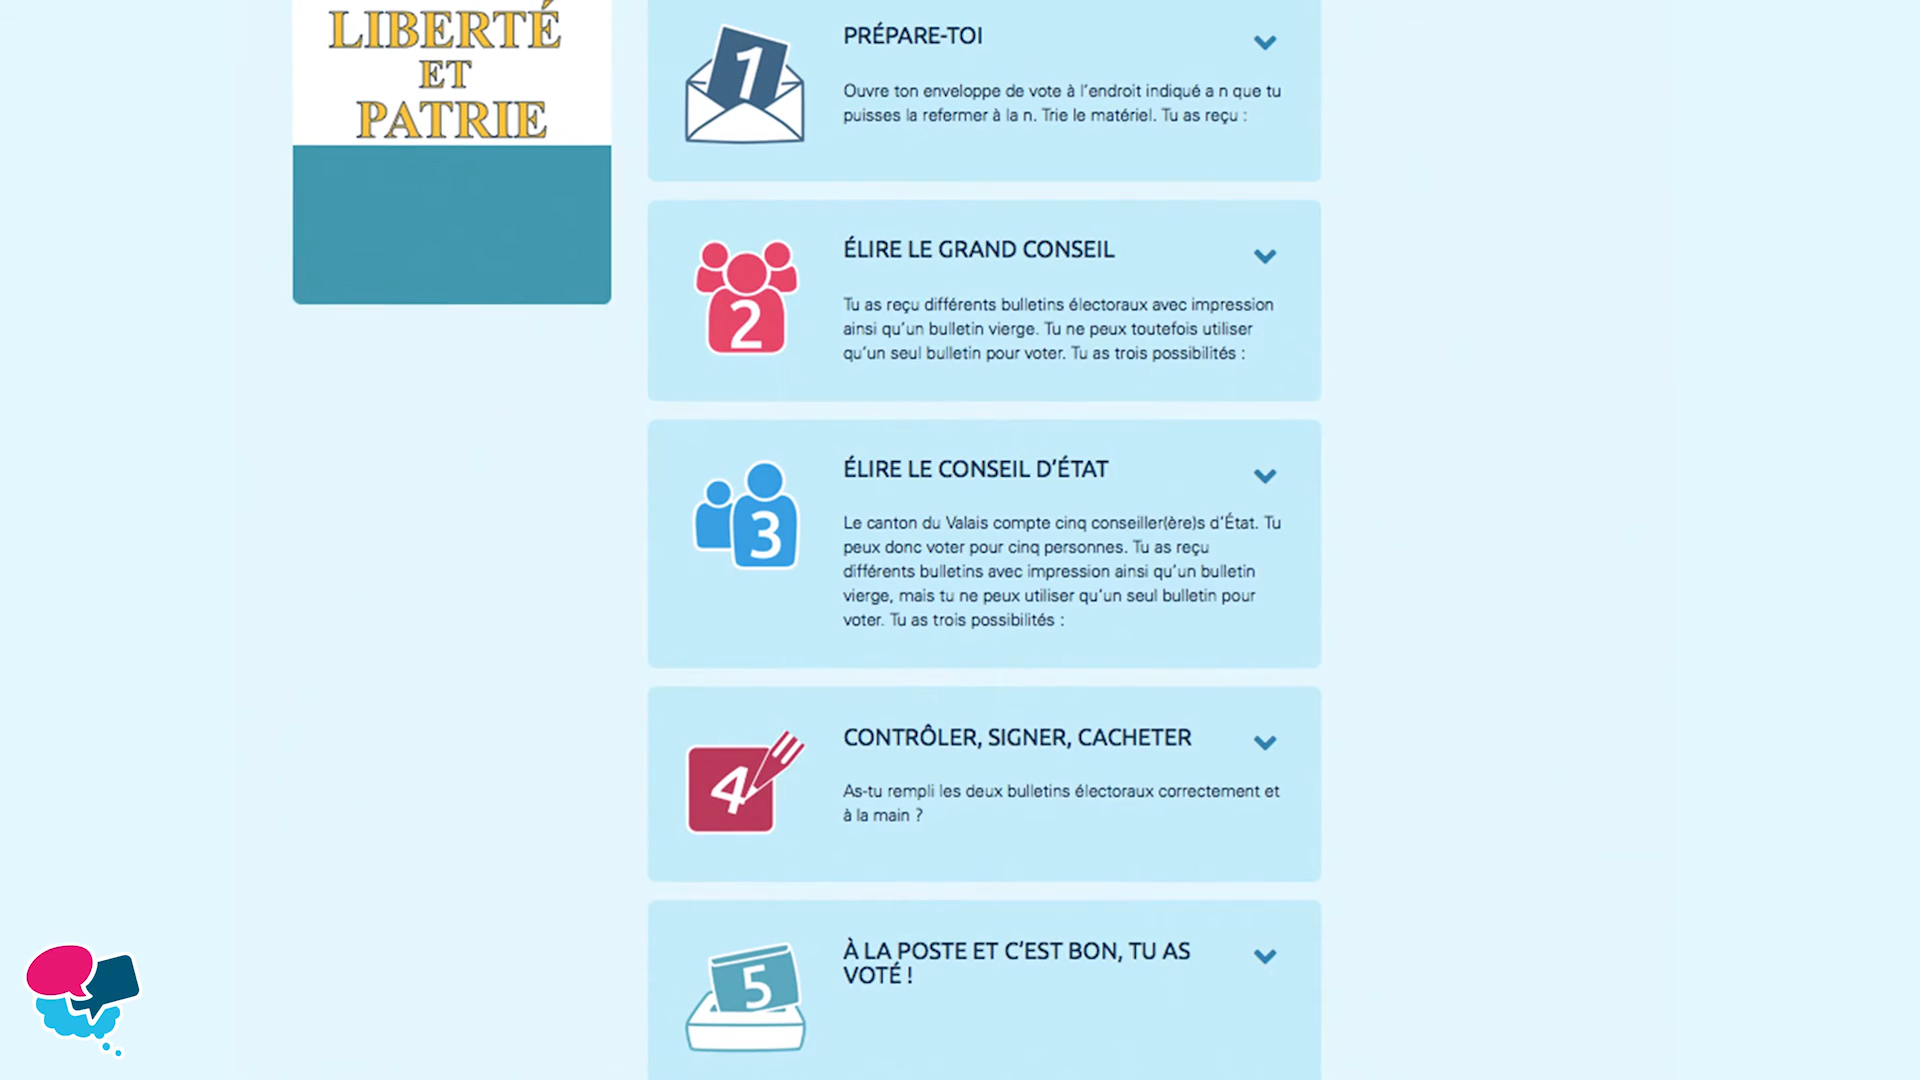 LIBERTÉ
ET
PATRIE
1
PRÉPARE-TOI
Ouvre ton enveloppe de vote à l’endroit indiqué a n que tu
puisses la refermer à la n. Trie le matériel. Tu as reçu :
2
ÉLIRE LE GRAND CONSEIL
Tu as reçu différents bulletins électoraux avec impression
ainsi qu’un bulletin vierge. Tu ne peux toutefois utiliser
qu’un seul bulletin pour voter. Tu as trois possibilités :
3
ÉLIRE LE CONSEIL D’ÉTAT
Le canton du Valais compte cinq conseiller(ère)s d’État. Tu
peux donc voter pour cinq personnes. Tu as reçu
différents bulletins avec impression ainsi qu’un bulletin
vierge, mais tu ne peux utiliser qu’un seul bulletin pour
voter. Tu as trois possibilités :
4
CONTRÔLER, SIGNER, CACHETER
As-tu rempli les deux bulletins électoraux correctement et
à la main ?
5
À LA POSTE ET C’EST BON, TU AS
VOTÉ !